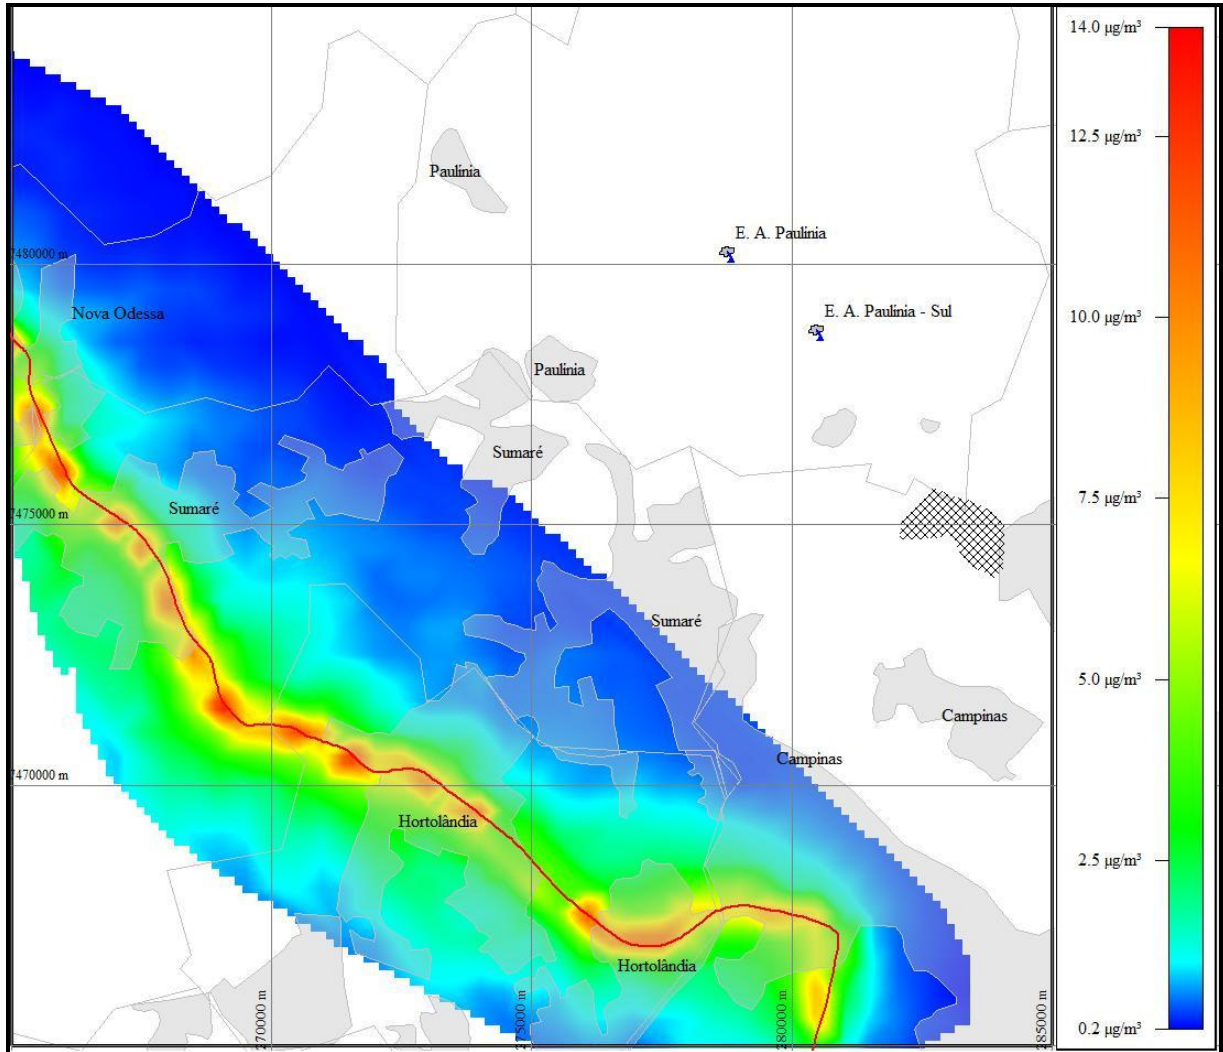 14.0 µg/m³
12.5 µg/m³
Paulínia
E. A. Paulínia
7480000 m
E. A. Paulínia - Sul
10.0 µg/m³
Nova Odessa
Paulínia
Sumaré
7.5 µg/m³
Sumaré
7475000 m
Sumaré
5.0 µg/m³
Campinas
Campinas
7470000 m
Hortolândia
2.5 µg/m³
Hortolândia
270000 m
275000 m
280000 m
285000 m
0.2 µg/m³